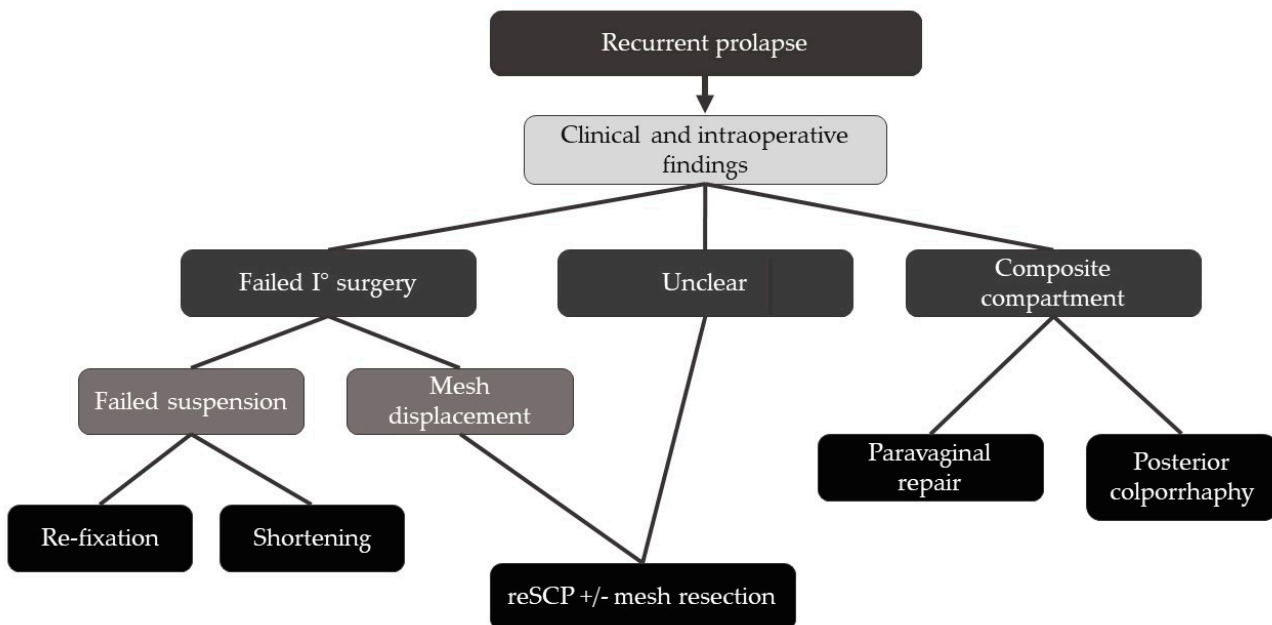 Recurrent prolapse
Clinical and intraoperative
findings
Failed I° surgery
Unclear
Composite
compartment
Failed suspension
Mesh
displacement
Paravaginal
repair
Posterior
colporrhaphy
Re-fixation
Shortening
reSCP +/- mesh resection